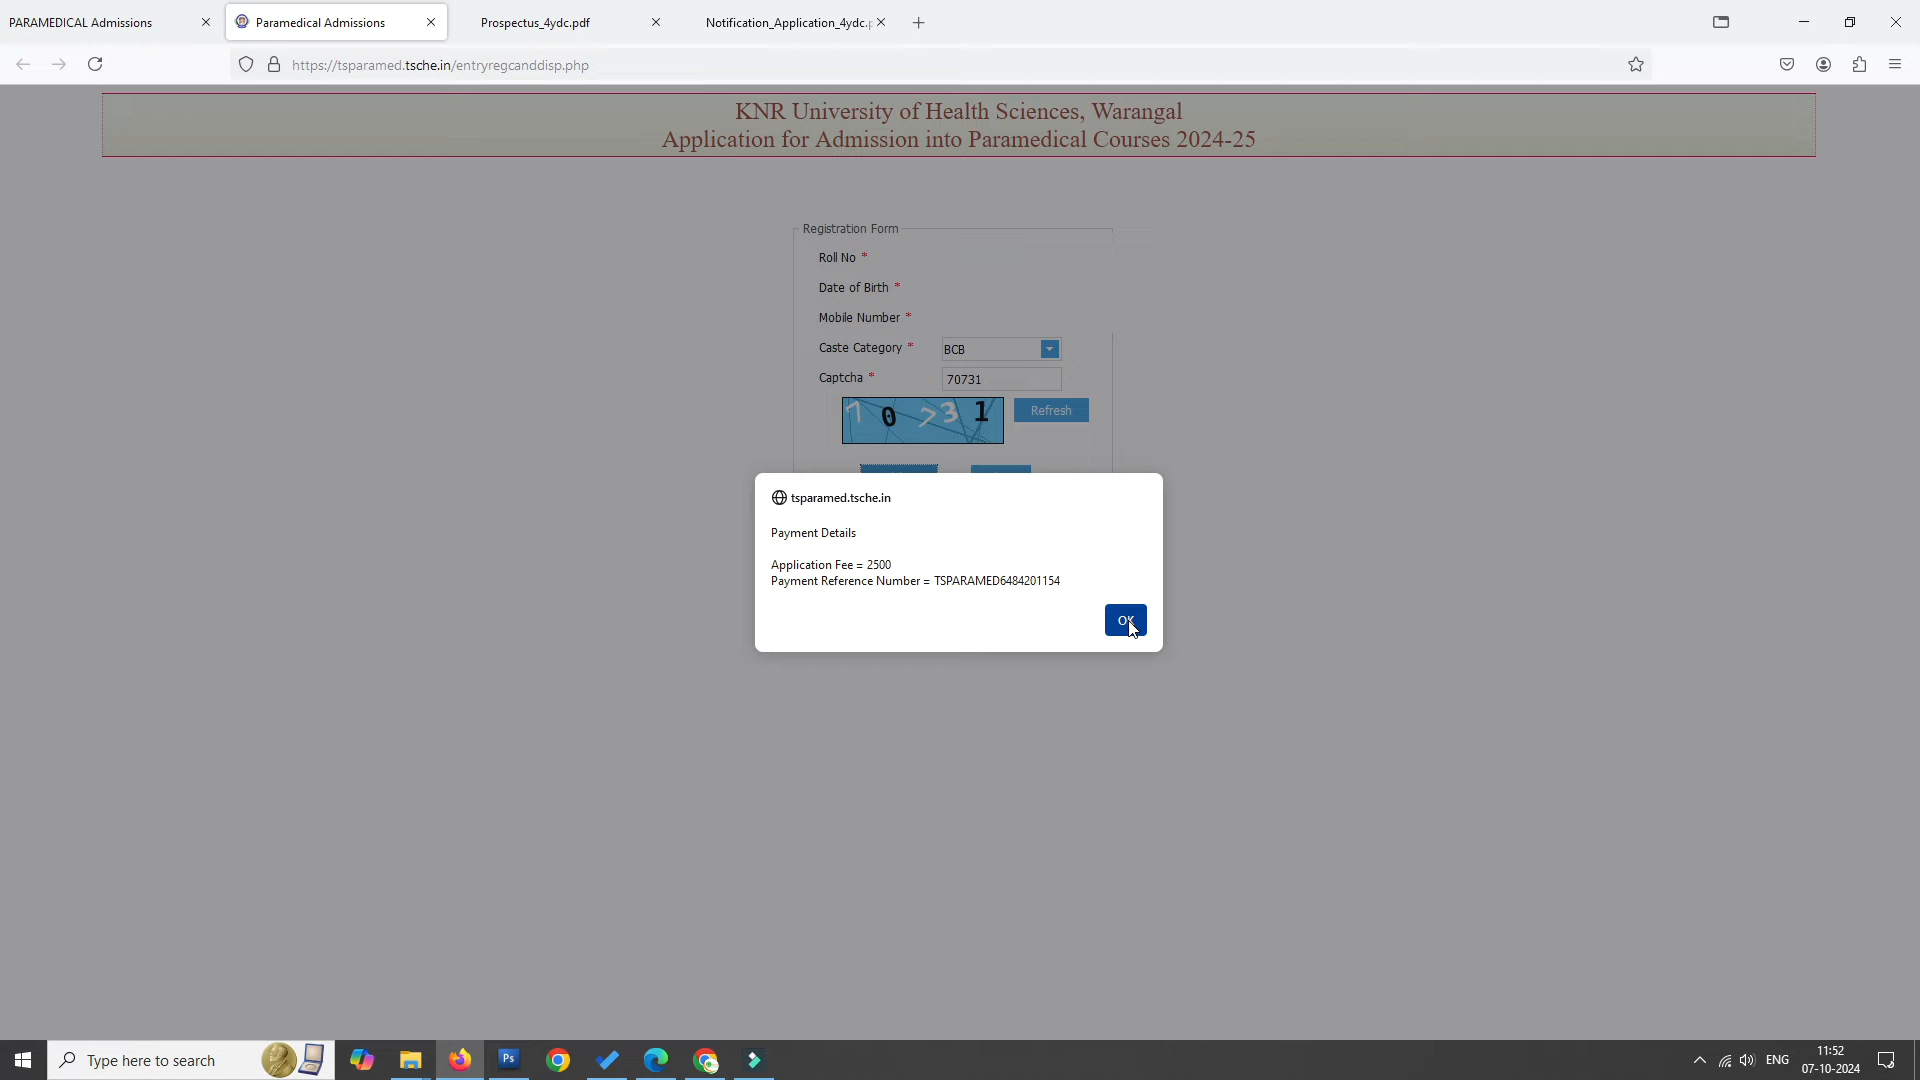 PARAMEDICAL Admissions
Paramedical Admissions
Prospectus_4ydc.pdf
Notification_Application_4ydc.p
https://tsparamed.tsche.in/entryregcanddisp.php
KNR University of Health Sciences, Warangal
Application for Admission into Paramedical Courses 2024-25
Registration Form
Roll No *
Date of Birth *
Mobile Number *
Caste Category * BCB
Captcha * 70731
70731
Refresh
tsparamed.tsche.in
Payment Details
Application Fee = 2500
Payment Reference Number = TSPARAMED6484201154
OK
Type here to search
Ps
ENG
11:52
07-10-2024